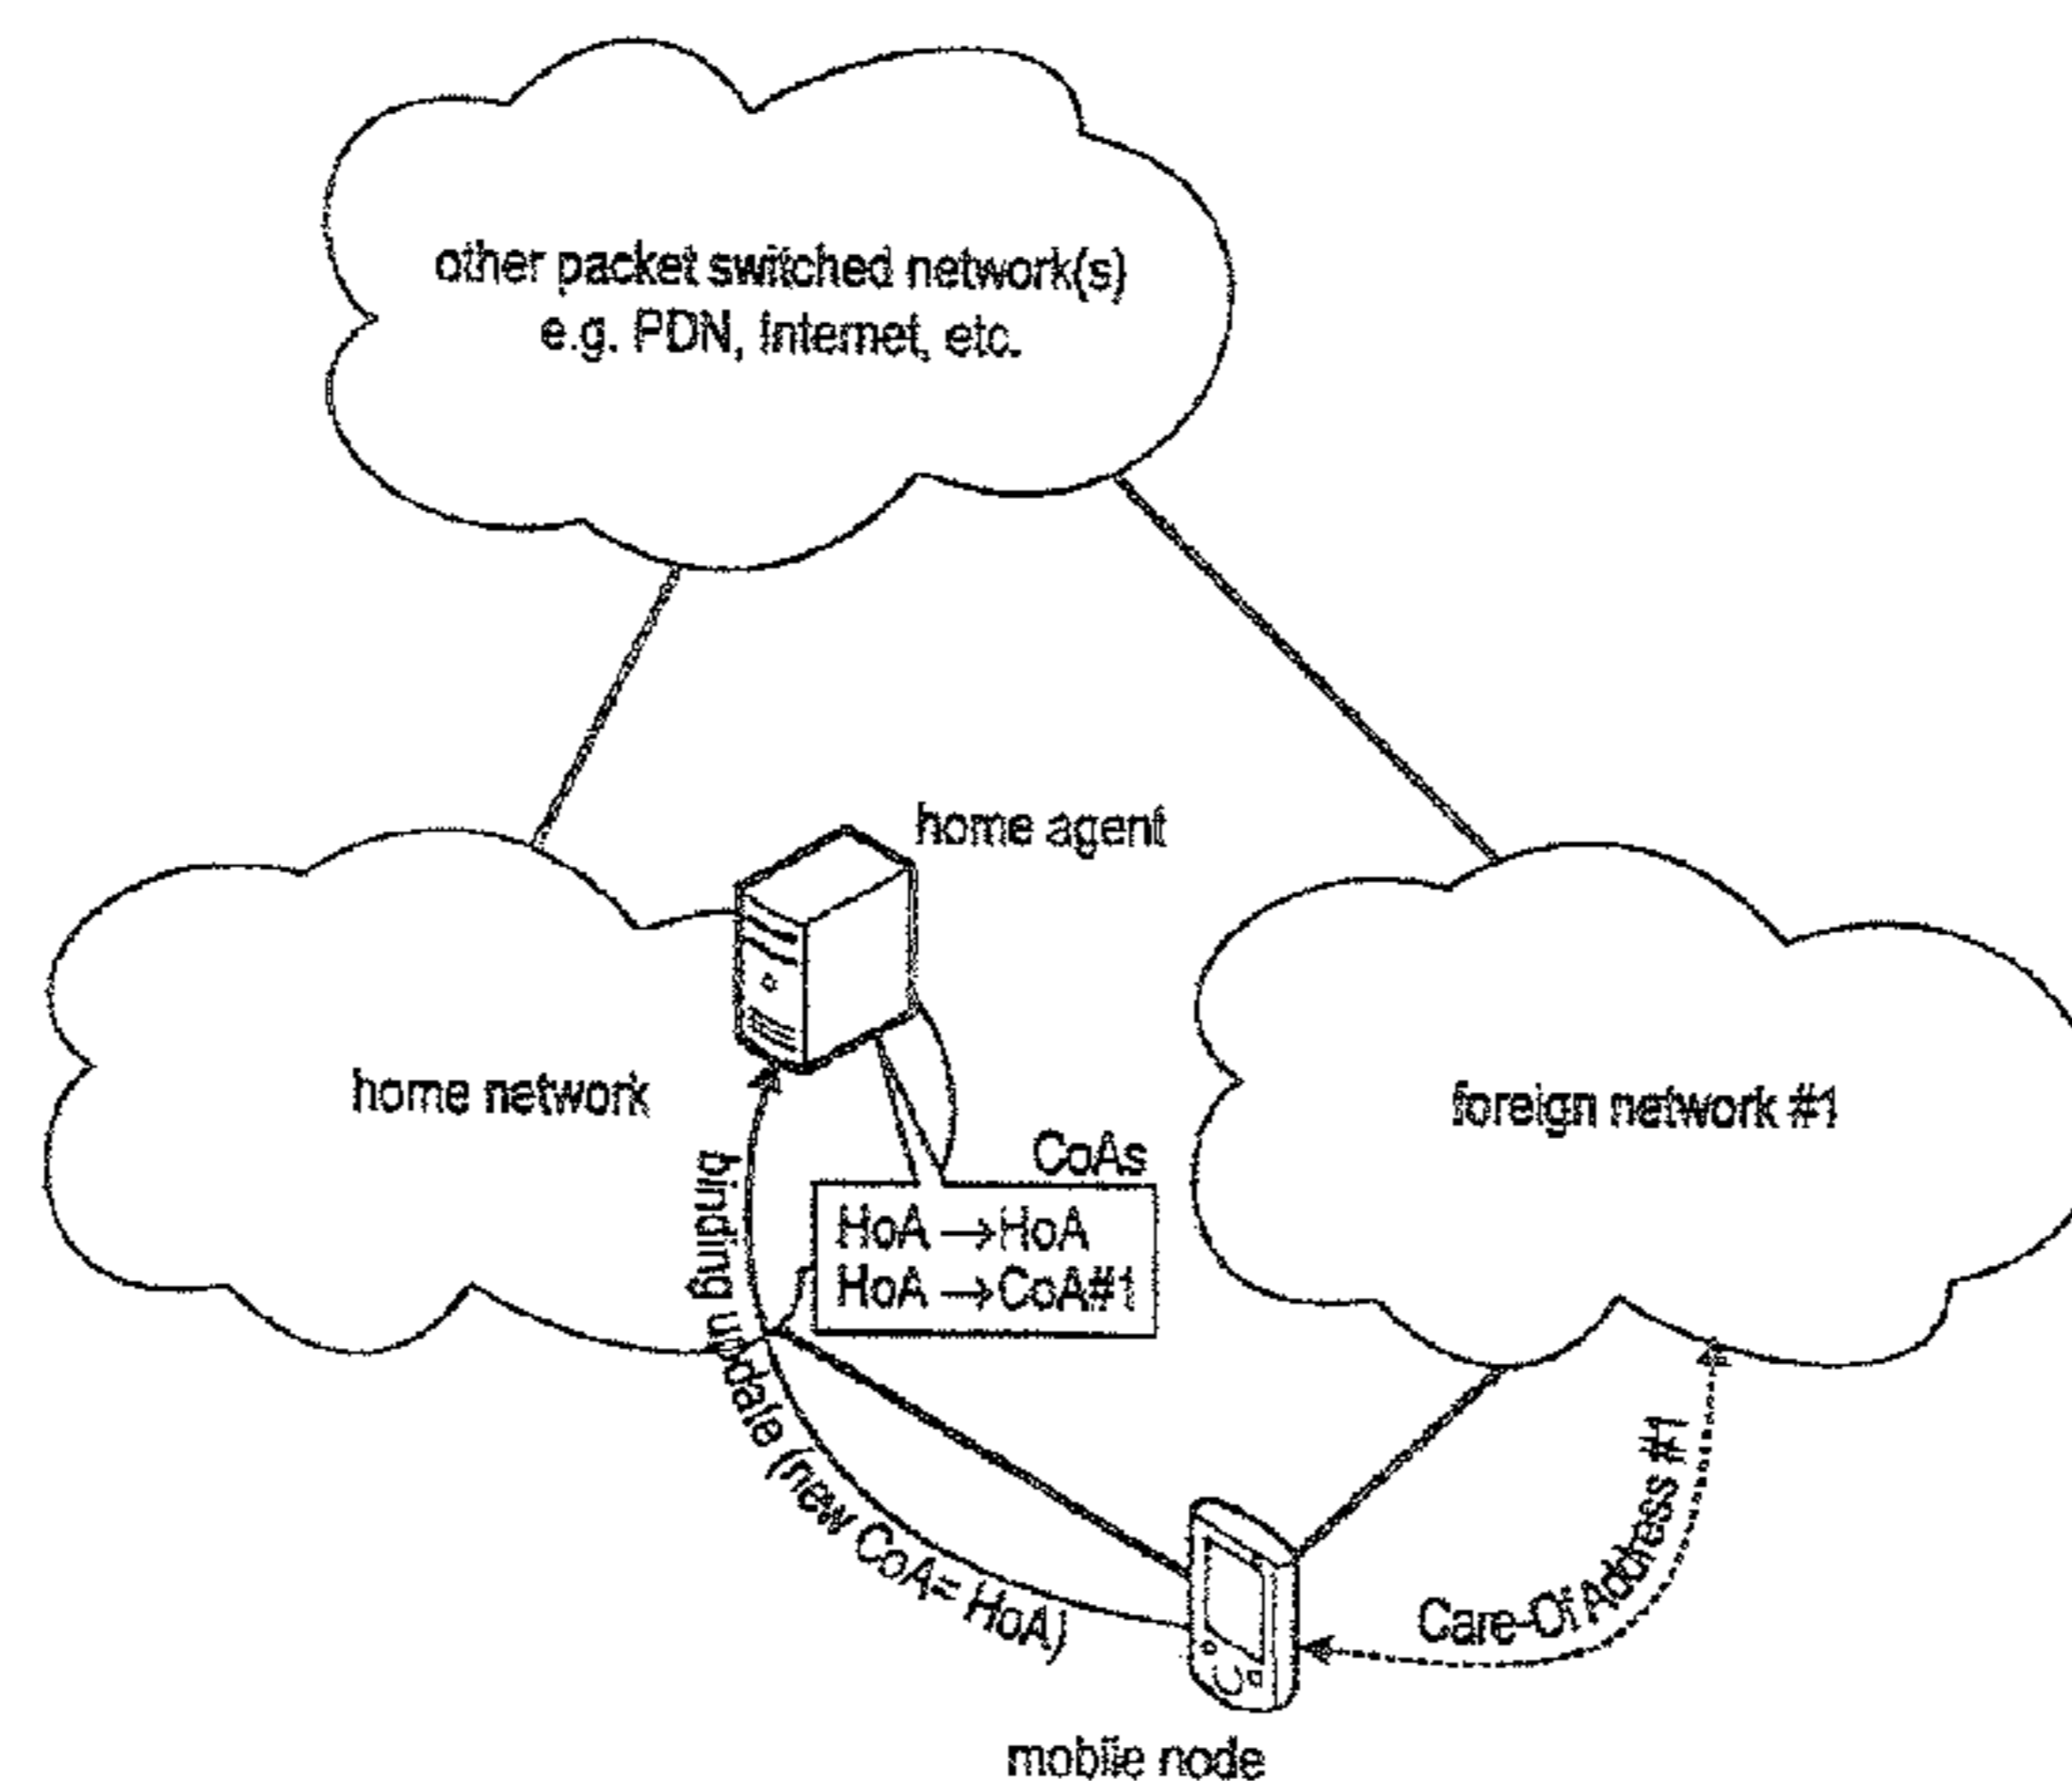 other packet switched network(s)
e.g. PDN, Internet, etc.
home agent
home network
foreign network #1
CoAs
HoA →HoA
HoA →CoA#1
binding update (new CoA= HoA)
Care-Of Address #1
mobile node